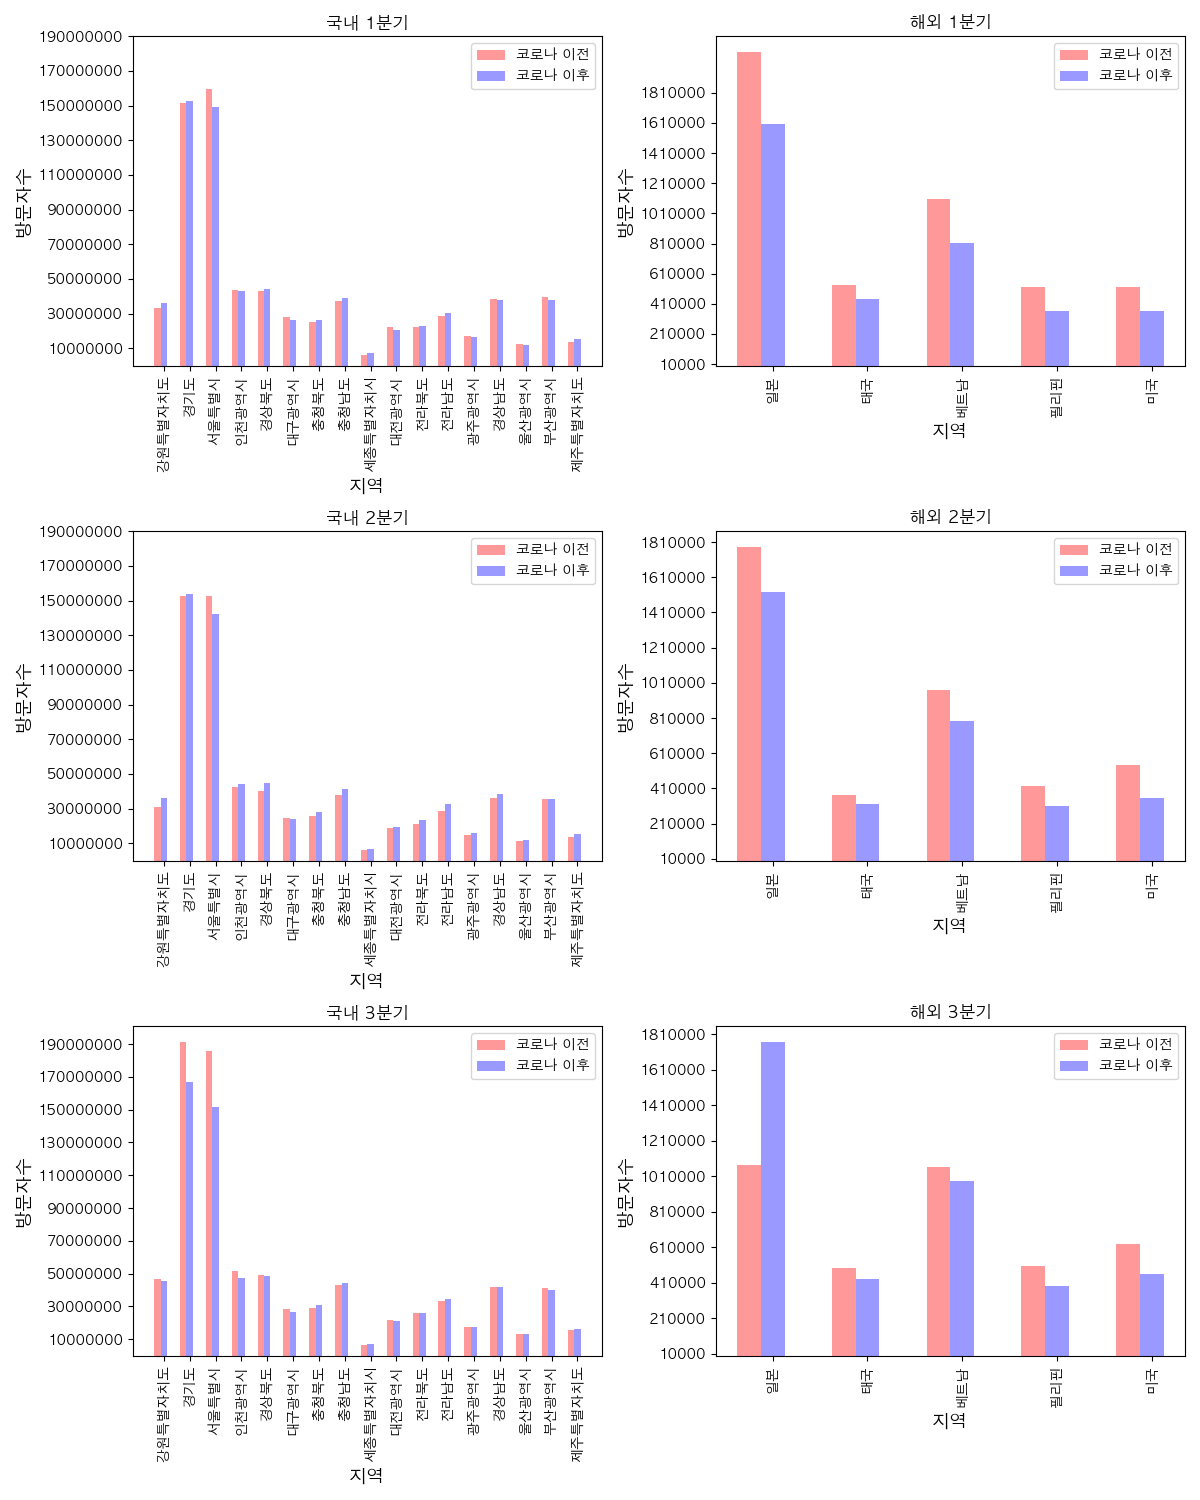 국내 1분기
190000000
170000000
150000000
130000000
110000000
90000000
70000000
50000000
30000000
10000000
방문자수
코로나 이전
코로나 이후
강원특별자치도
경기도
서울특별시
인천광역시
경상북도
대구광역시
충청북도
충청남도
세종특별자치시
대전광역시
전라북도
전라남도
광주광역시
경상남도
울산광역시
부산광역시
제주특별자치도
지역
해외 1분기
1810000
1610000
1410000
1210000
1010000
810000
610000
410000
210000
10000
방문자수
코로나 이전
코로나 이후
일본
태국
베트남
필리핀
미국
지역
국내 2분기
190000000
170000000
150000000
130000000
110000000
90000000
70000000
50000000
30000000
10000000
방문자수
코로나 이전
코로나 이후
강원특별자치도
경기도
서울특별시
인천광역시
경상북도
대구광역시
충청북도
충청남도
세종특별자치시
대전광역시
전라북도
전라남도
광주광역시
경상남도
울산광역시
부산광역시
제주특별자치도
지역
해외 2분기
1810000
1610000
1410000
1210000
1010000
810000
610000
410000
210000
10000
방문자수
코로나 이전
코로나 이후
일본
태국
베트남
필리핀
미국
지역
국내 3분기
190000000
170000000
150000000
130000000
110000000
90000000
70000000
50000000
30000000
10000000
방문자수
코로나 이전
코로나 이후
강원특별자치도
경기도
서울특별시
인천광역시
경상북도
대구광역시
충청북도
충청남도
세종특별자치시
대전광역시
전라북도
전라남도
광주광역시
경상남도
울산광역시
부산광역시
제주특별자치도
지역
해외 3분기
1810000
1610000
1410000
1210000
1010000
810000
610000
410000
210000
10000
방문자수
코로나 이전
코로나 이후
일본
태국
베트남
필리핀
미국
지역